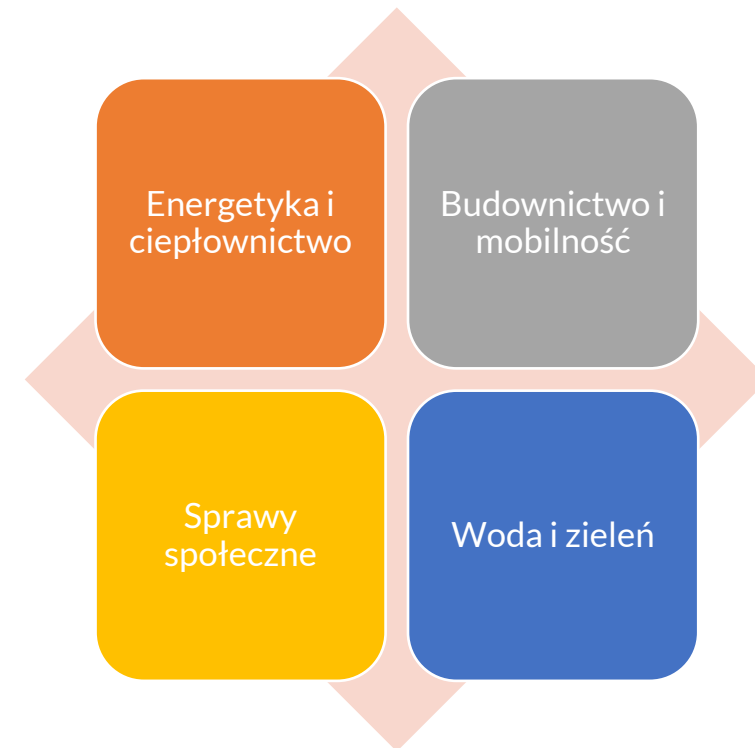 Energetyka i
ciepłownictwo
Budownictwo i
mobilność
Sprawy
społeczne
Woda i zieleń